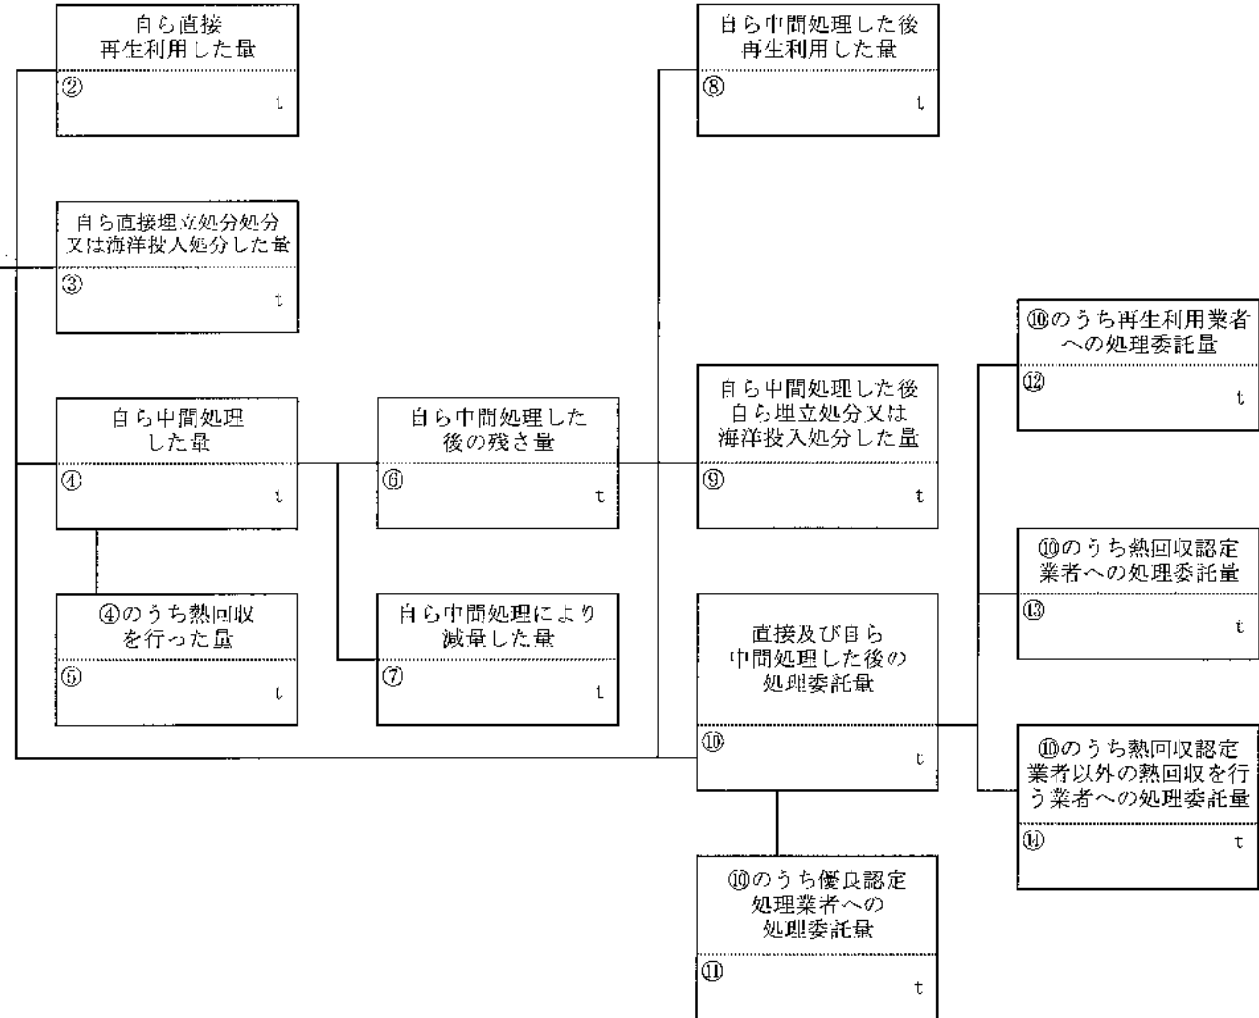 自ら直接
再生利用した量
②
t
自ら中間処理した後
再生利用した量
⑧
t
自ら直接埋立処分処分
又は海洋投入処分した量
③
t
⑩のうち再生利用業者
への処理委託量
⑫
t
自ら中間処理
した量
④
t
自ら中間処理した
後の残さ量
⑥
t
自ら中間処理した後
自ら埋立処分又は
海洋投入処分した量
⑨
t
⑩のうち熱回収認定
業者への処理委託量
⑬
t
④のうち熱回収
を行った量
⑤
t
自ら中間処理により
減量した量
⑦
t
直接及び自ら
中間処理した後の
処理委託量
⑩
t
⑩のうち熱回収認定
業者以外の熱回収を行
う業者への処理委託量
⑭
t
⑩のうち優良認定
処理業者への
処理委託量
⑪
t